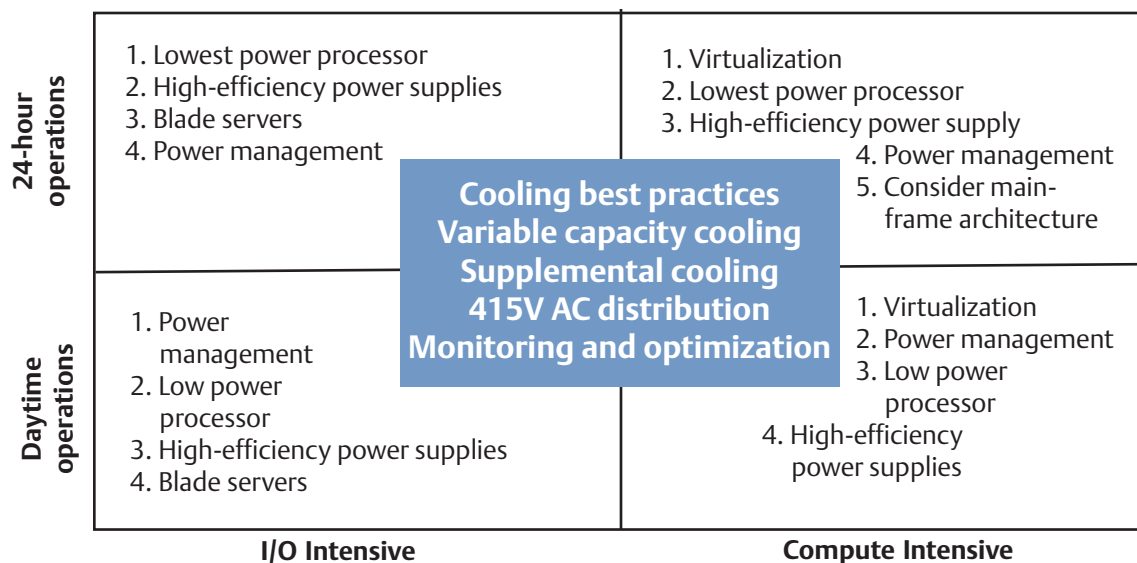 24-hour
operations
1. Lowest power processor
2. High-efficiency power supplies
3. Blade servers
4. Power management
1. Virtualization
2. Lowest power processor
3. High-efficiency power supply
4. Power management
5. Consider main-
frame architecture
Cooling best practices
Variable capacity cooling
Supplemental cooling
415V AC distribution
Monitoring and optimization
Daytime
operations
1. Power
management
2. Low power
processor
3. High-efficiency power supplies
4. Blade servers
1. Virtualization
2. Power management
3. Low power
processor
4. High-efficiency
power supplies
I/O Intensive
Compute Intensive